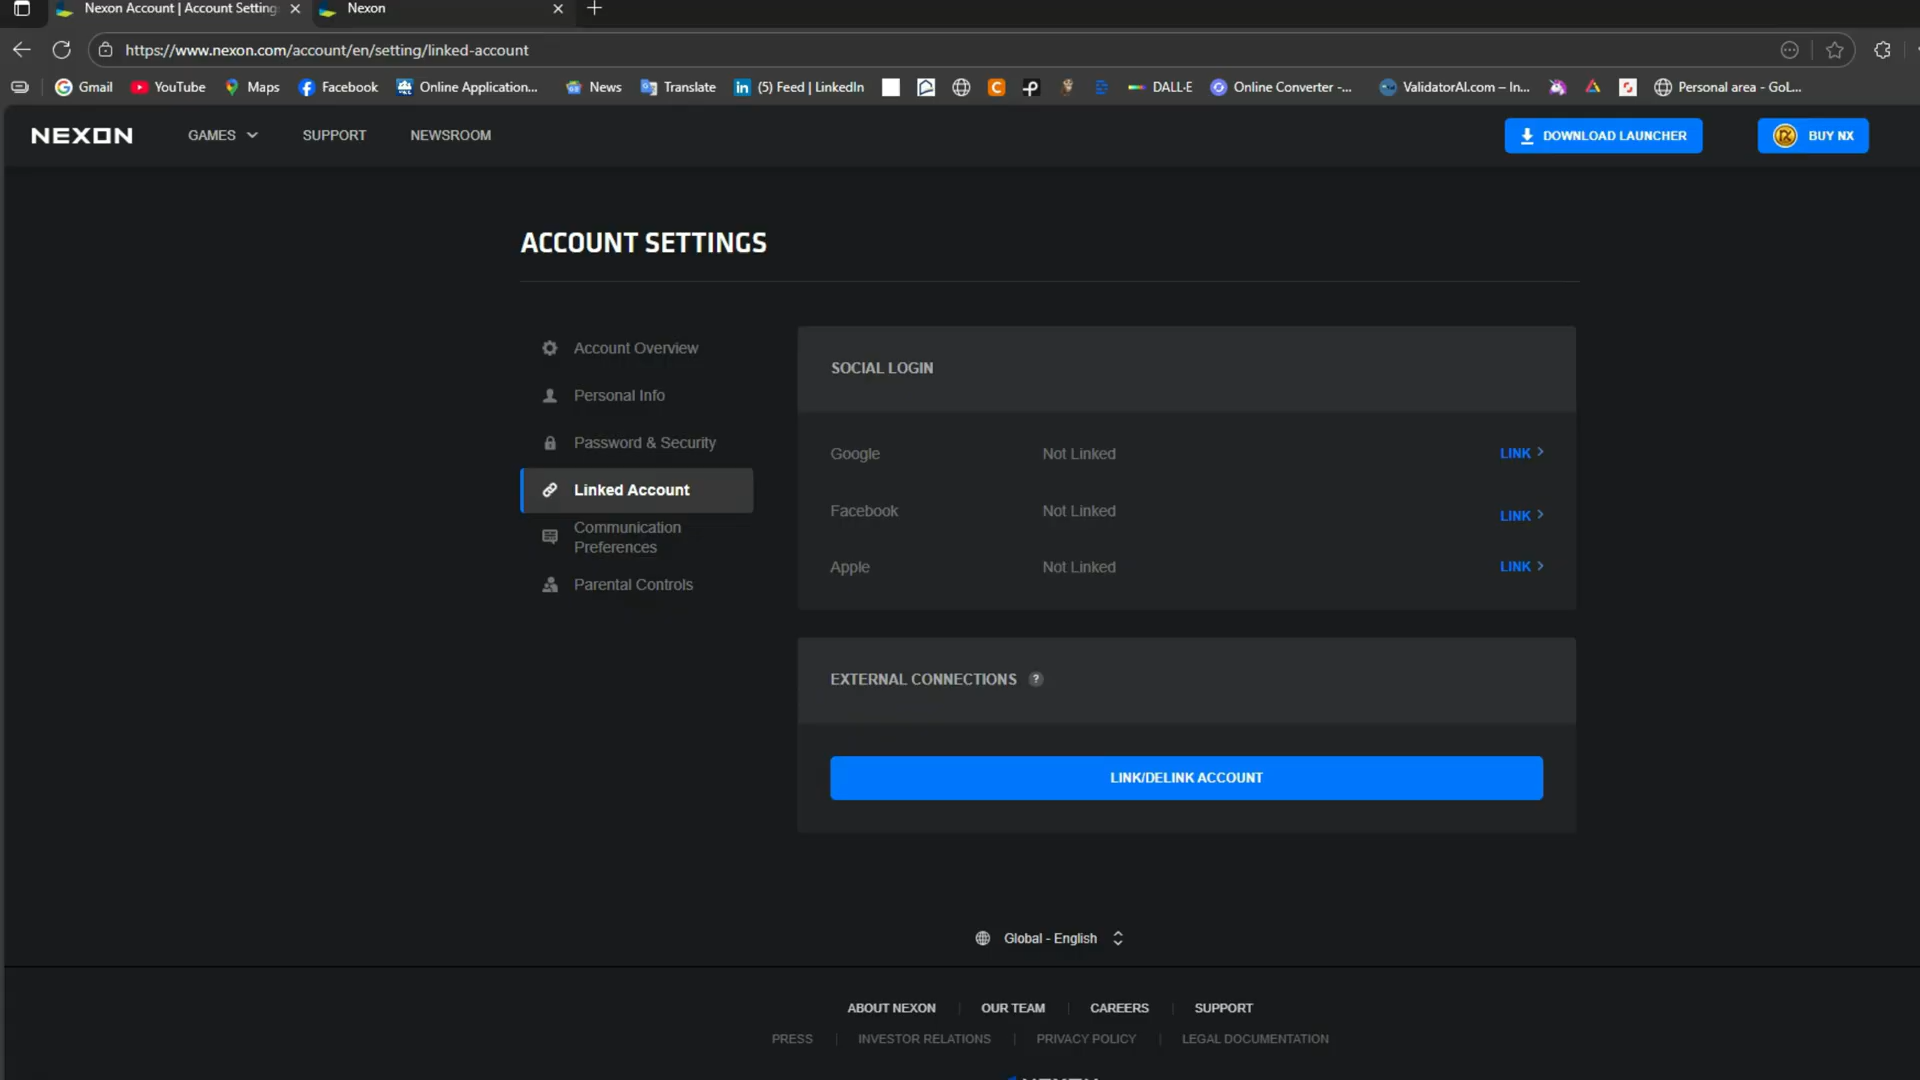 Nexon Account | Account Setting
Nexon
https://www.nexon.com/account/en/setting/linked-account
Gmail YouTube Maps Facebook Online Application... News Translate (5) Feed | LinkedIn DALL·E Online Converter -... ValidatorAI.com – In... Personal area - GoL...
NEXON GAMES SUPPORT NEWSROOM DOWNLOAD LAUNCHER BUY NX
ACCOUNT SETTINGS
Account Overview
Personal Info
Password & Security
Linked Account
Communication
Preferences
Parental Controls
SOCIAL LOGIN
Google Not Linked LINK >
Facebook Not Linked LINK >
Apple Not Linked LINK >
EXTERNAL CONNECTIONS ?
LINK/DELINK ACCOUNT
Global - English
ABOUT NEXON | OUR TEAM | CAREERS | SUPPORT
PRESS | INVESTOR RELATIONS | PRIVACY POLICY | LEGAL DOCUMENTATION